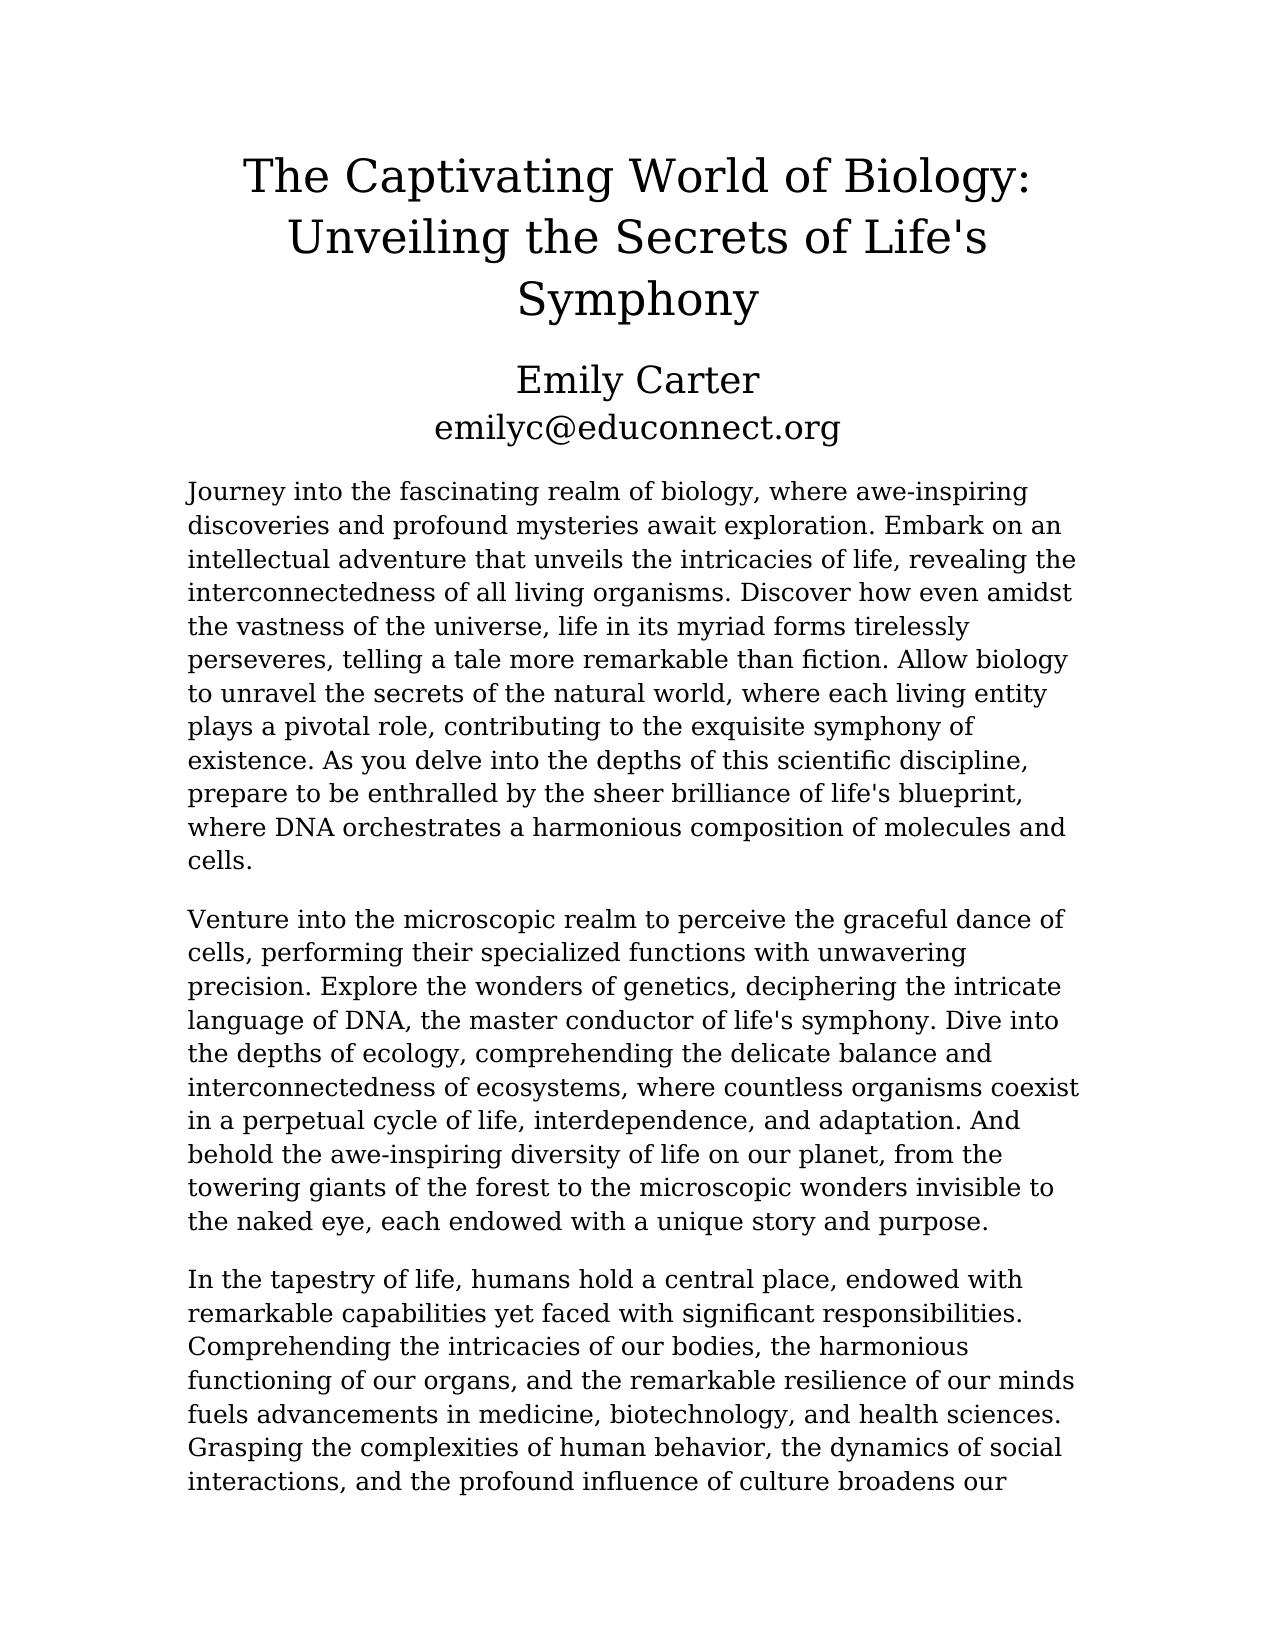 The Captivating World of Biology:
Unveiling the Secrets of Life's
Symphony
Emily Carter
emilyc@educonnect.org
Journey into the fascinating realm of biology, where awe-inspiring
discoveries and profound mysteries await exploration. Embark on an
intellectual adventure that unveils the intricacies of life, revealing the
interconnectedness of all living organisms. Discover how even amidst
the vastness of the universe, life in its myriad forms tirelessly
perseveres, telling a tale more remarkable than fiction. Allow biology
to unravel the secrets of the natural world, where each living entity
plays a pivotal role, contributing to the exquisite symphony of
existence. As you delve into the depths of this scientific discipline,
prepare to be enthralled by the sheer brilliance of life's blueprint,
where DNA orchestrates a harmonious composition of molecules and
cells.
Venture into the microscopic realm to perceive the graceful dance of
cells, performing their specialized functions with unwavering
precision. Explore the wonders of genetics, deciphering the intricate
language of DNA, the master conductor of life's symphony. Dive into
the depths of ecology, comprehending the delicate balance and
interconnectedness of ecosystems, where countless organisms coexist
in a perpetual cycle of life, interdependence, and adaptation. And
behold the awe-inspiring diversity of life on our planet, from the
towering giants of the forest to the microscopic wonders invisible to
the naked eye, each endowed with a unique story and purpose.
In the tapestry of life, humans hold a central place, endowed with
remarkable capabilities yet faced with significant responsibilities.
Comprehending the intricacies of our bodies, the harmonious
functioning of our organs, and the remarkable resilience of our minds
fuels advancements in medicine, biotechnology, and health sciences.
Grasping the complexities of human behavior, the dynamics of social
interactions, and the profound influence of culture broadens our